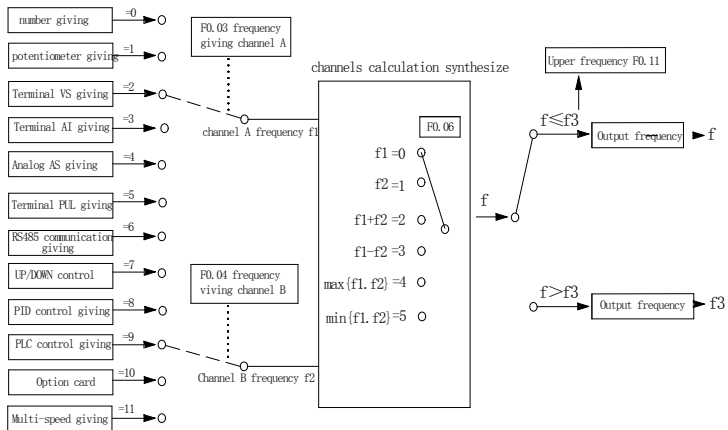 number giving
=0
potentiometer giving
=1
Terminal VS giving
=2
Terminal AI giving
=3
Analog AS giving
=4
Terminal PUL giving
=5
RS485 communication
giving
=6
UP/DOWN control
=7
PID control giving
=8
PLC control giving
=9
Option card
=10
Multi-speed giving
=11
F0.03 frequency
giving channel A
channel A frequency f1
F0.04 frequency
viving channel B
Channel B frequency f2
channels calculation synthesize
F0.06
f1=0
f2=1
f1+f2=2
f1-f2=3
max{f1.f2}=4
min{f1.f2}=5
f
Upper frequency F0.11
f≤f3
Output frequency
f
f>f3
Output frequency
f3